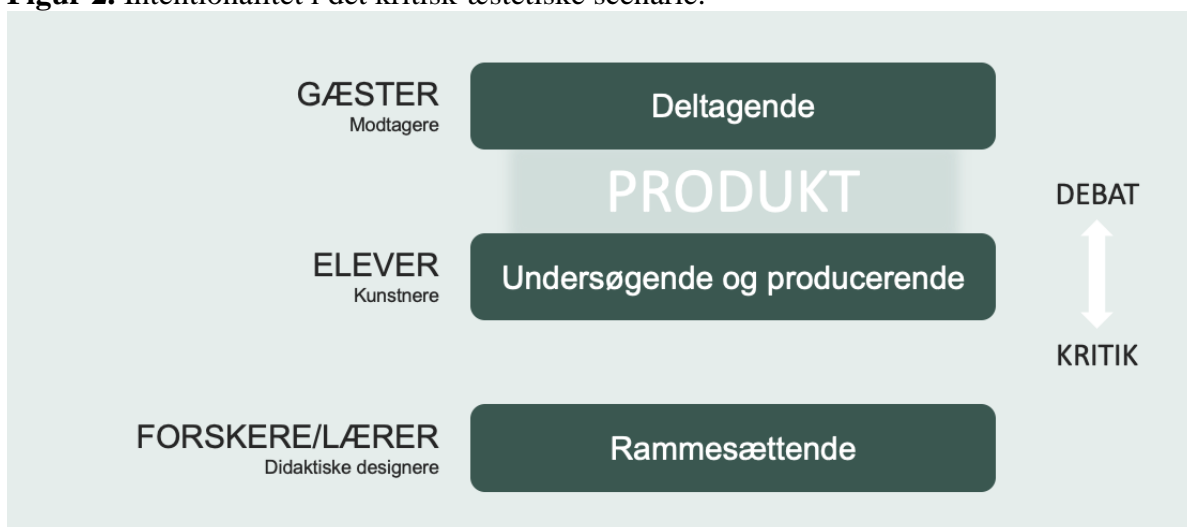 Figur 2. Intentionalitet i det kritisk-æstetiske scenarie.
GÆSTER
Modtagere
Deltagende
PRODUKT
DEBAT
ELEVER
Kunstnere
Undersøgende og producerende
KRITIK
FORSKERE/LÆRER
Didaktiske designere
Rammesættende